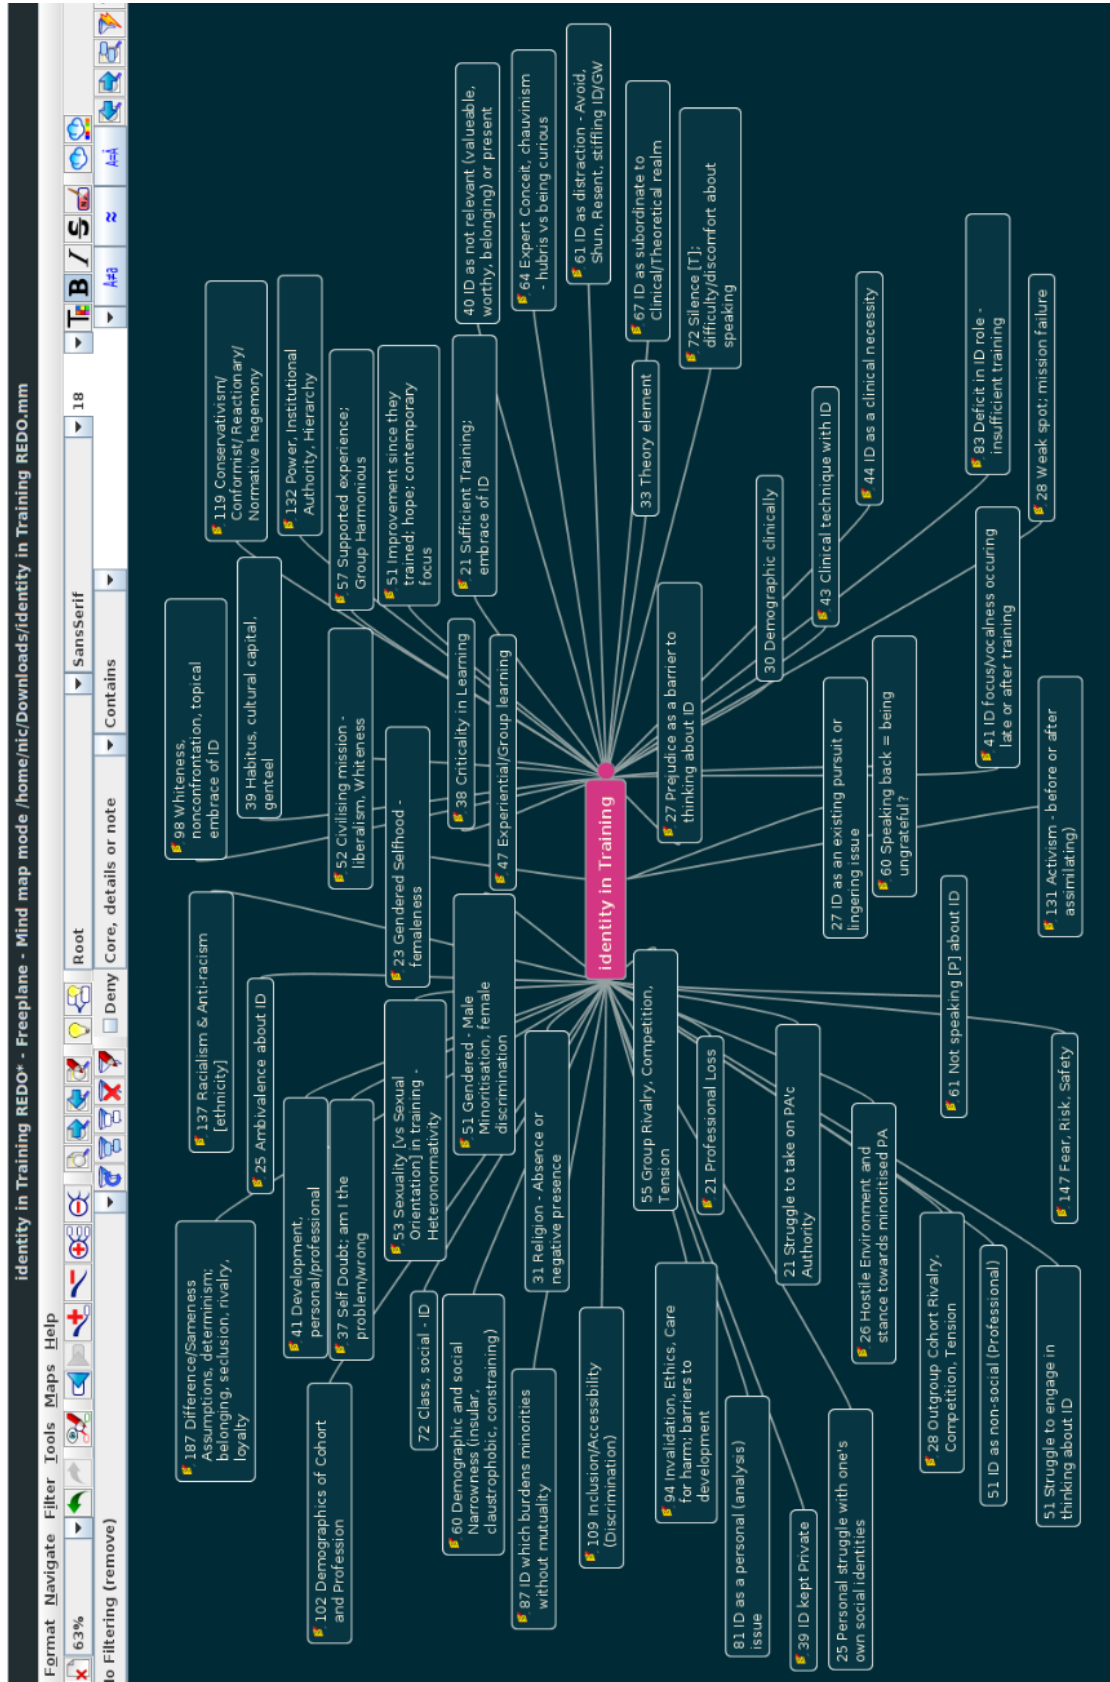 identity in Training REDO* - Freeplane - Mind map mode /home/nic/Downloads/identity in Training REDO.mm
Format Navigate Filter Tools Maps Help
63%
Root
SansSerif
18
T B I S
No Filtering (remove)
Deny
Core, details or note
Contains
A≠a
≈
A=Å
187 Difference/Sameness
Assumptions, determinism;
belonging, seclusion, rivalry,
loyalty
137 Racialism & Anti-racism
[ethnicity]
25 Ambivalence about ID
102 Demographics of Cohort
and Profession
41 Development,
personal/professional
37 Self Doubt; am I the
problem/wrong
53 Sexuality [vs Sexual
Orientation] in training -
Heteronormativity
72 Class, social - ID
51 Gendered - Male
Minoritisation, female
discrimination
60 Demographic and social
Narrowness (insular,
claustrophobic, constraining)
31 Religion - Absence or
negative presence
87 ID which burdens minorities
without mutuality
109 Inclusion/Accessibility
(Discrimination)
55 Group Rivalry, Competition,
Tension
94 Invalidation, Ethics, Care
for harm; barriers to
development
21 Professional Loss
81 ID as a personal (analysis)
issue
21 Struggle to take on PA'c
Authority
39 ID kept Private
25 Personal struggle with one's
own social identities
26 Hostile Environment and
stance towards minoritised PA
28 Outgroup Cohort Rivalry,
Competition, Tension
61 Not speaking [P] about ID
51 ID as non-social (Professional)
147 Fear, Risk, Safety
51 Struggle to engage in
thinking about ID
identity in Training
98 Whiteness,
nonconfrontation, topical
embrace of ID
119 Conservativism/
Conformist/ Reactionary/
Normative hegemony
39 Habitus, cultural capital,
genteel
132 Power, Institutional
Authority, Hierarchy
52 Civilising mission -
liberalism, Whiteness
57 Supported experience;
Group Harmonious
23 Gendered Selfhood -
femaleness
51 Improvement since they
trained; hope; contemporary
focus
38 Criticality in Learning
21 Sufficient Training;
embrace of ID
47 Experiential/Group learning
40 ID as not relevant (valueable,
worthy, belonging) or present
64 Expert Conceit, chauvinism
- hubris vs being curious
61 ID as distraction - Avoid,
Shun, Resent, stiffling ID/GW
67 ID as subordinate to
Clinical/Theoretical realm
33 Theory element
72 Silence [T];
difficulty/discomfort about
speaking
27 Prejudice as a barrier to
thinking about ID
30 Demographic clinically
43 Clinical technique with ID
44 ID as a clinical necessity
27 ID as an existing pursuit or
lingering issue
60 Speaking back = being
ungrateful?
83 Deficit in ID role -
insufficient training
41 ID focus/vocalness occuring
late or after training
28 Weak spot; mission failure
131 Activism - before or after
assimilating)